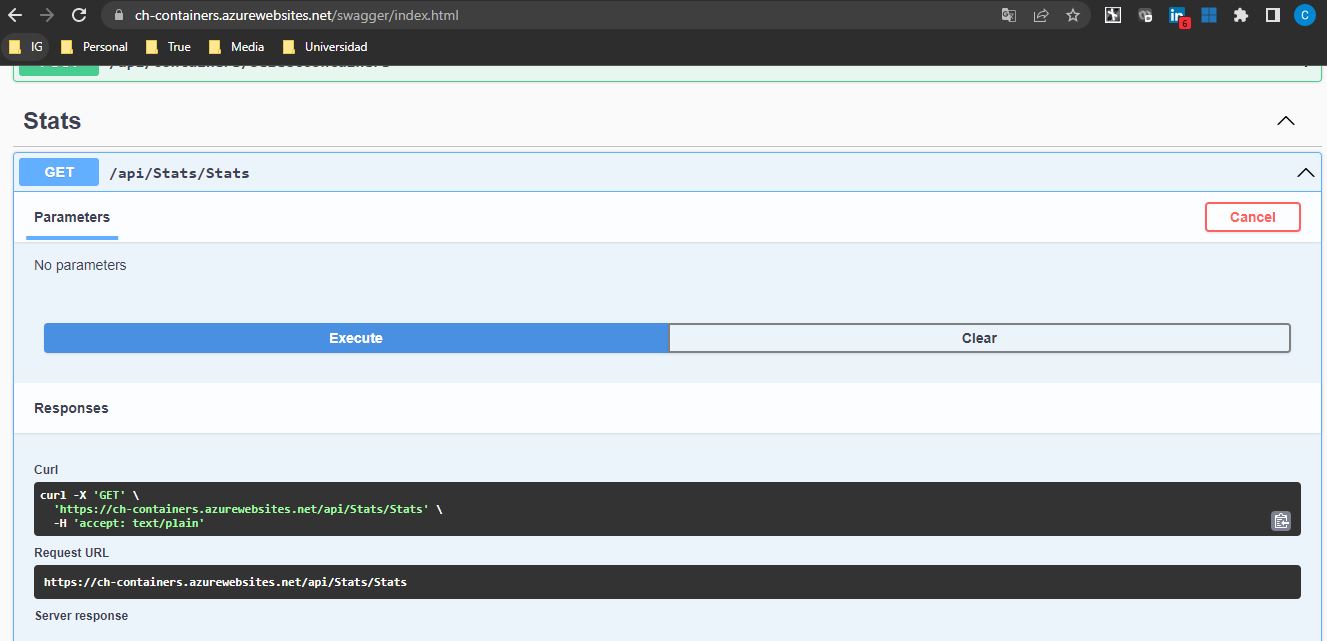 ch-containers.azurewebsites.net/swagger/index.html
6
C
IG Personal True Media Universidad
Stats
GET /api/Stats/Stats
Parameters
Cancel
No parameters
Execute Clear
Responses
Curl
curl -X 'GET' \
'https://ch-containers.azurewebsites.net/api/Stats/Stats' \
-H 'accept: text/plain'
Request URL
https://ch-containers.azurewebsites.net/api/Stats/Stats
Server response